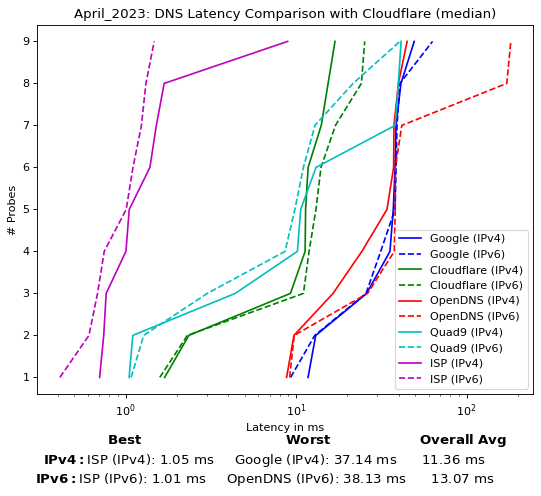 April_2023: DNS Latency Comparison with Cloudflare (median)
9
8
7
6
5
4
3
2
1
# Probes
Google (IPv4)
Google (IPv6)
Cloudflare (IPv4)
Cloudflare (IPv6)
OpenDNS (IPv4)
OpenDNS (IPv6)
Quad9 (IPv4)
Quad9 (IPv6)
ISP (IPv4)
ISP (IPv6)
10⁰ 10¹ 10²
Latency in ms
Best Worst Overall Avg
IPv4: ISP (IPv4): 1.05 ms Google (IPv4): 37.14 ms 11.36 ms
IPv6: ISP (IPv6): 1.01 ms OpenDNS (IPv6): 38.13 ms 13.07 ms